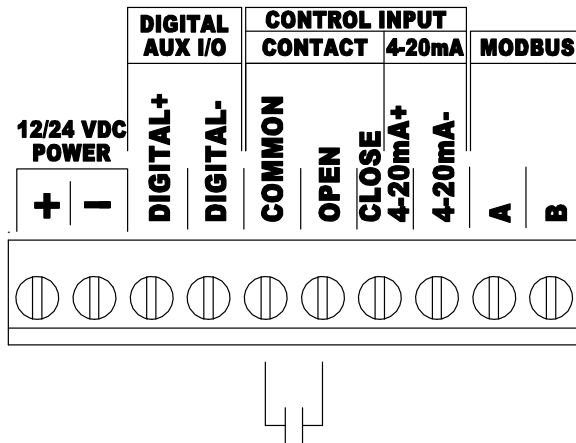 DIGITAL
AUX I/O
CONTROL INPUT
CONTACT
4-20mA
MODBUS
12/24 VDC
POWER
+
-
DIGITAL+
DIGITAL-
COMMON
OPEN
CLOSE
4-20mA+
4-20mA-
A
B